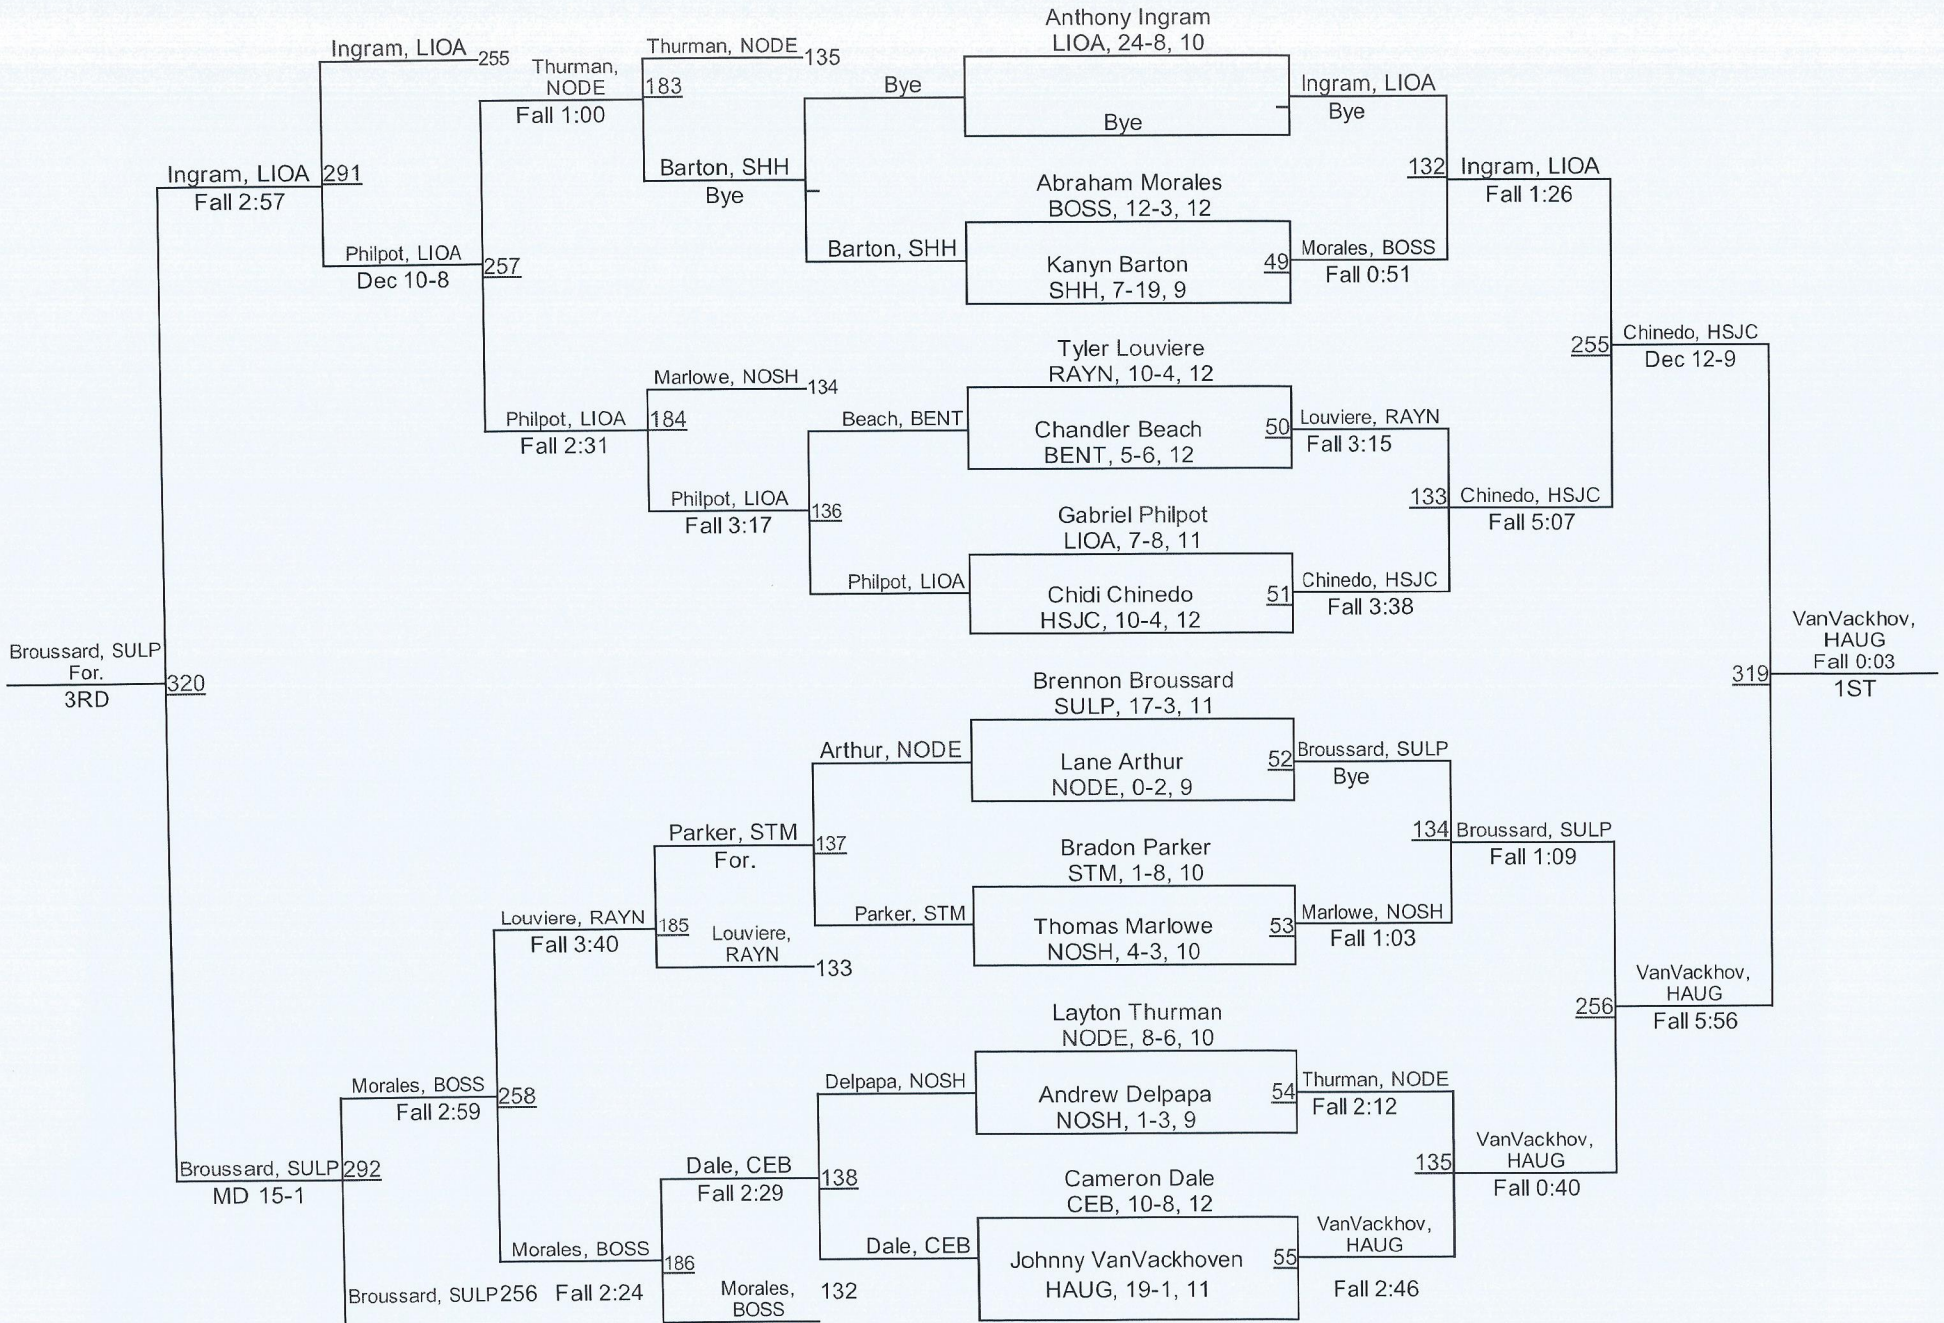 Anthony Ingram
LIOA, 24-8, 10
Bye
Abraham Morales
BOSS, 12-3, 12
Kanyn Barton
SHH, 7-19, 9
49
Tyler Louviere
RAYN, 10-4, 12
Chandler Beach
BENT, 5-6, 12
50
Gabriel Philpot
LIOA, 7-8, 11
Chidi Chinedo
HSJC, 10-4, 12
51
Brennon Broussard
SULP, 17-3, 11
Lane Arthur
NODE, 0-2, 9
52
Bradon Parker
STM, 1-8, 10
Thomas Marlowe
NOSH, 4-3, 10
53
Layton Thurman
NODE, 8-6, 10
Andrew Delpapa
NOSH, 1-3, 9
54
Cameron Dale
CEB, 10-8, 12
Johnny VanVackhoven
HAUG, 19-1, 11
55
Ingram, LIOA
Bye
Morales, BOSS
Fall 0:51
Louviere, RAYN
Fall 3:15
Chinedo, HSJC
Fall 3:38
Broussard, SULP
Bye
Marlowe, NOSH
Fall 1:03
Thurman, NODE
Fall 2:12
VanVackhov,
HAUG
Fall 2:46
132
Ingram, LIOA
Fall 1:26
133
Chinedo, HSJC
Fall 5:07
134
Broussard, SULP
Fall 1:09
135
VanVackhov,
HAUG
Fall 0:40
255
Chinedo, HSJC
Dec 12-9
256
VanVackhov,
HAUG
Fall 5:56
319
VanVackhov,
HAUG
Fall 0:03
1ST
Bye
Barton, SHH
Beach, BENT
Philpot, LIOA
Arthur, NODE
Parker, STM
Delpapa, NOSH
Dale, CEB
Thurman, NODE 135
Barton, SHH
Bye
Marlowe, NOSH 134
Philpot, LIOA
Fall 3:17
136
Parker, STM
For.
137
Louviere,
RAYN
133
Dale, CEB
Fall 2:29
138
Morales,
BOSS
132
Thurman,
NODE
Fall 1:00
183
Philpot, LIOA
Fall 2:31
184
Louviere, RAYN
Fall 3:40
185
Morales, BOSS
Fall 2:24
186
Ingram, LIOA 255
Philpot, LIOA
Dec 10-8
257
Morales, BOSS
Fall 2:59
258
Broussard, SULP 256
Ingram, LIOA
Fall 2:57
291
Broussard, SULP
MD 15-1
292
Broussard, SULP
For.
3RD
320